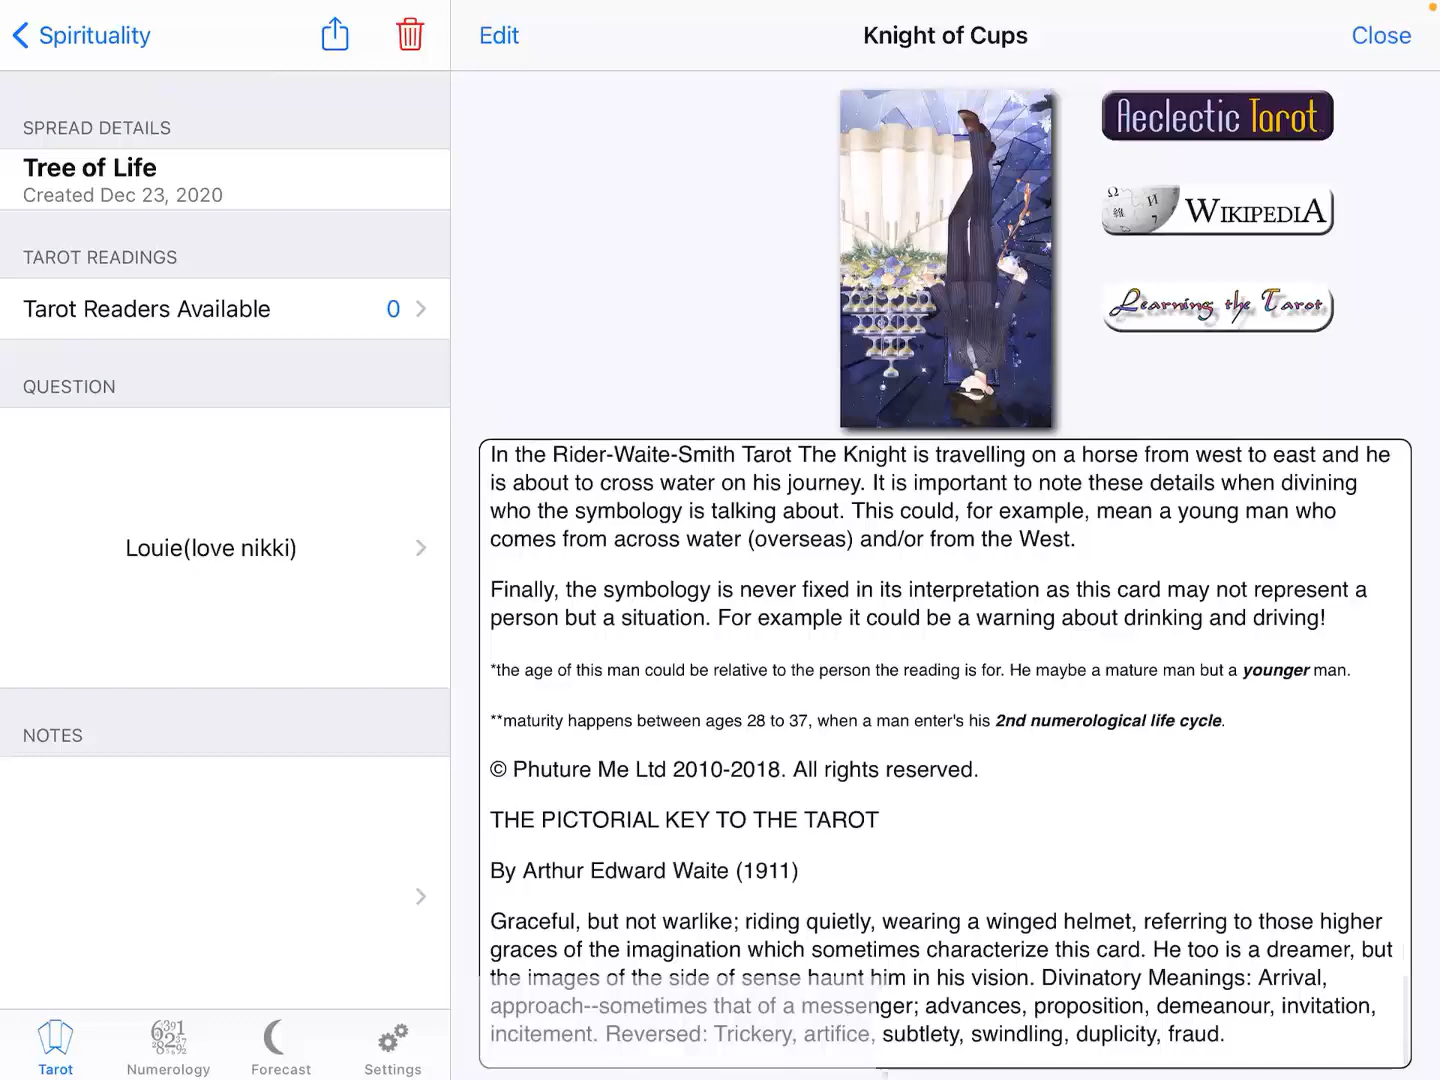 Spirituality
Edit
Knight of Cups
Close
SPREAD DETAILS
Tree of Life
Created Dec 23, 2020
TAROT READINGS
Tarot Readers Available 0
QUESTION
Louie(love nikki)
NOTES
Aeclectic Tarot
Ω
И
WIKIPEDIA
Learning the Tarot
In the Rider-Waite-Smith Tarot The Knight is travelling on a horse from west to east and he
is about to cross water on his journey. It is important to note these details when divining
who the symbology is talking about. This could, for example, mean a young man who
comes from across water (overseas) and/or from the West.
Finally, the symbology is never fixed in its interpretation as this card may not represent a
person but a situation. For example it could be a warning about drinking and driving!
*the age of this man could be relative to the person the reading is for. He maybe a mature man but a younger man.
**maturity happens between ages 28 to 37, when a man enter's his 2nd numerological life cycle.
© Phuture Me Ltd 2010-2018. All rights reserved.
THE PICTORIAL KEY TO THE TAROT
By Arthur Edward Waite (1911)
Graceful, but not warlike; riding quietly, wearing a winged helmet, referring to those higher
graces of the imagination which sometimes characterize this card. He too is a dreamer, but
the images of the side of sense haunt him in his vision. Divinatory Meanings: Arrival,
approach--sometimes that of a messenger; advances, proposition, demeanour, invitation,
incitement. Reversed: Trickery, artifice, subtlety, swindling, duplicity, fraud.
Tarot
Numerology
Forecast
Settings